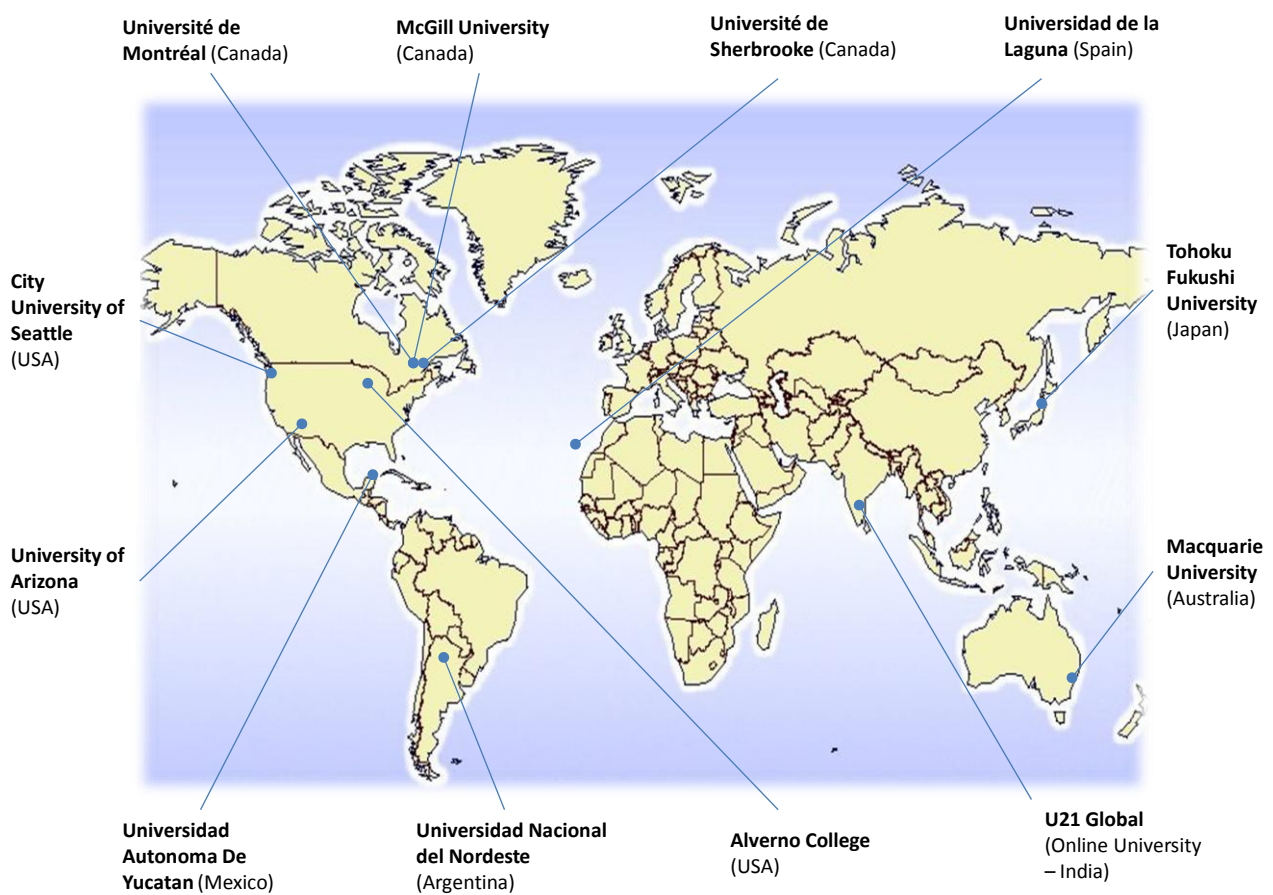 Université de
Montréal (Canada)
McGill University
(Canada)
Université de
Sherbrooke (Canada)
Universidad de la
Laguna (Spain)
City
University of
Seattle
(USA)
Tohoku
Fukushi
University
(Japan)
University of
Arizona
(USA)
Macquarie
University
(Australia)
Universidad
Autonoma De
Yucatan (Mexico)
Universidad Nacional
del Nordeste
(Argentina)
Alverno College
(USA)
U21 Global
(Online University
– India)